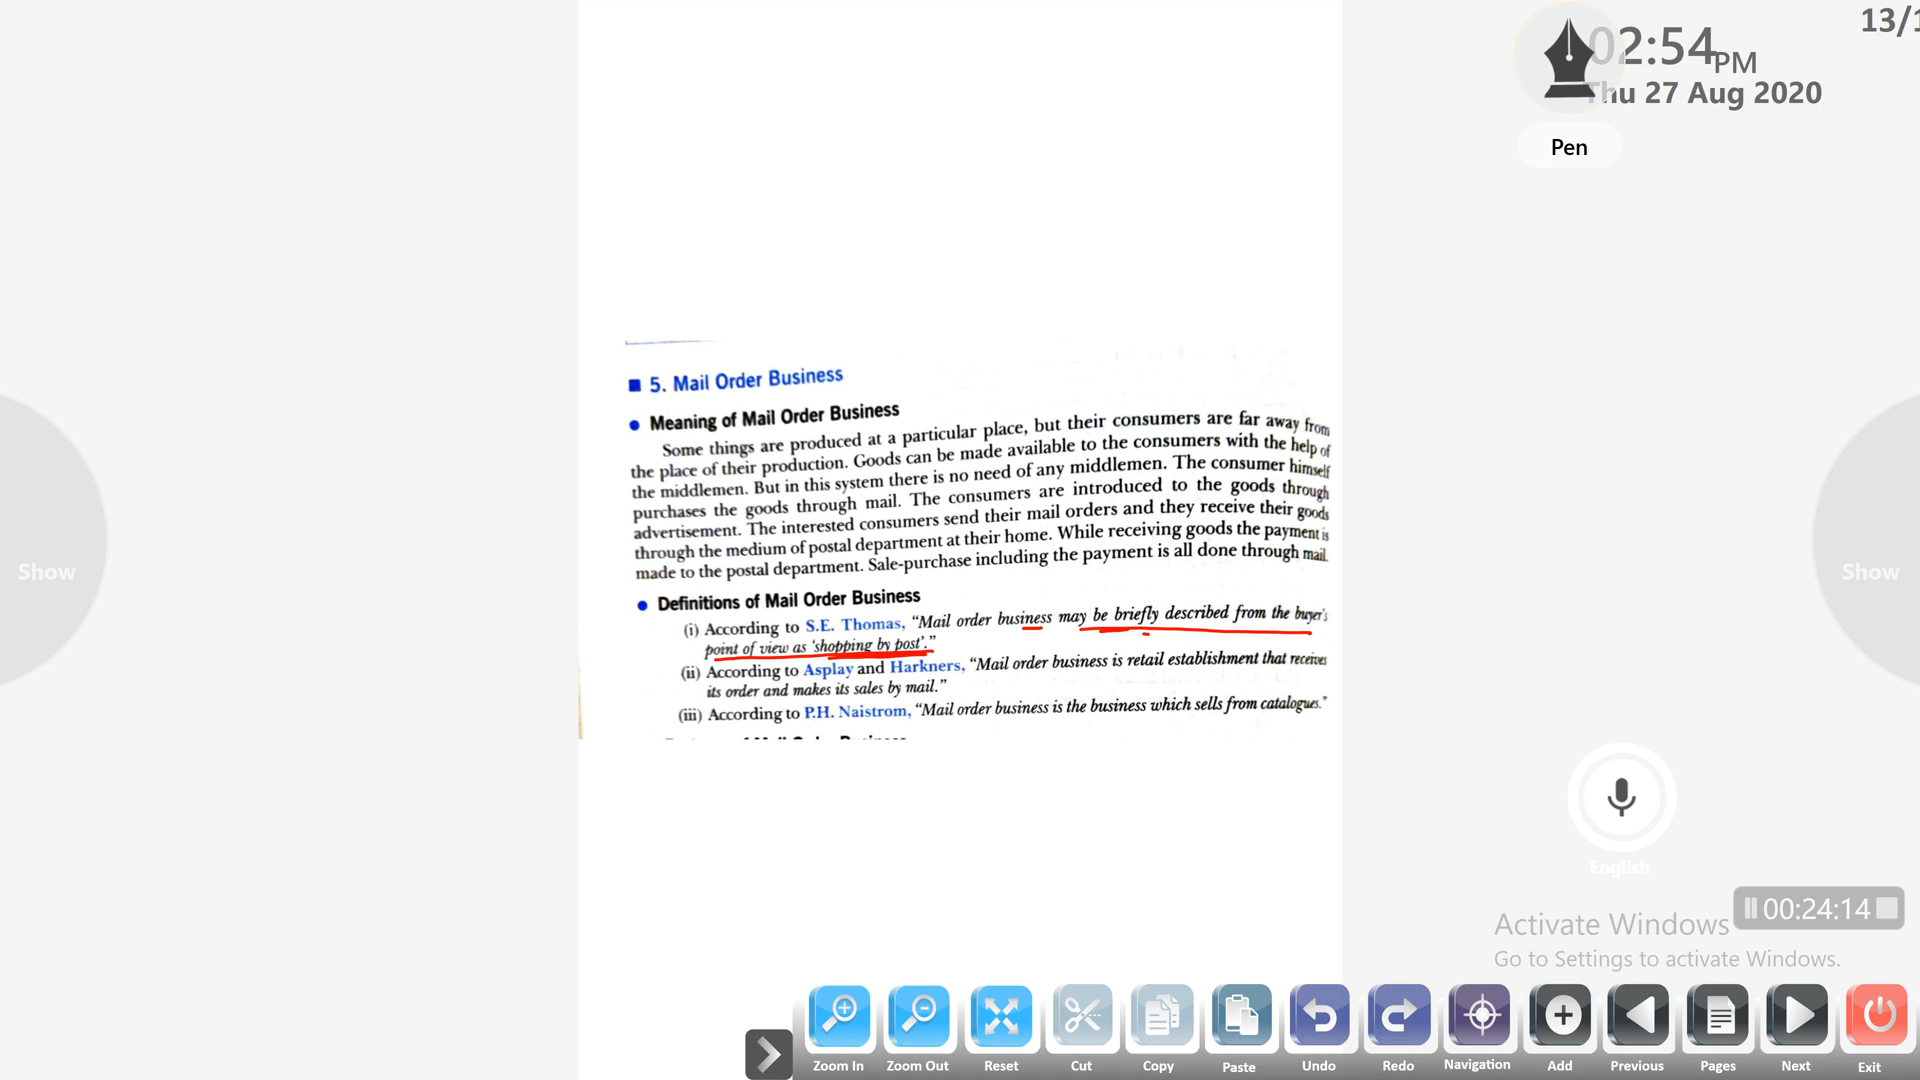 13/1
02:54 PM
Thu 27 Aug 2020
Pen
■ 5. Mail Order Business
● Meaning of Mail Order Business
Some things are produced at a particular place, but their consumers are far away from
the place of their production. Goods can be made available to the consumers with the help of
the middlemen. But in this system there is no need of any middlemen. The consumer himself
purchases the goods through mail. The consumers are introduced to the goods through
advertisement. The interested consumers send their mail orders and they receive their goods
through the medium of postal department at their home. While receiving goods the payment is
made to the postal department. Sale-purchase including the payment is all done through mail.
● Definitions of Mail Order Business
(i) According to S.E. Thomas, “Mail order business may be briefly described from the buyer's
point of view as ‘shopping by post’.”
(ii) According to Asplay and Harkners, “Mail order business is retail establishment that receives
its order and makes its sales by mail.”
(iii) According to P.H. Naistrom, “Mail order business is the business which sells from catalogues.”
Show
Show
English
00:24:14
Activate Windows
Go to Settings to activate Windows.
Zoom In Zoom Out Reset Cut Copy Paste Undo Redo Navigation Add Previous Pages Next Exit